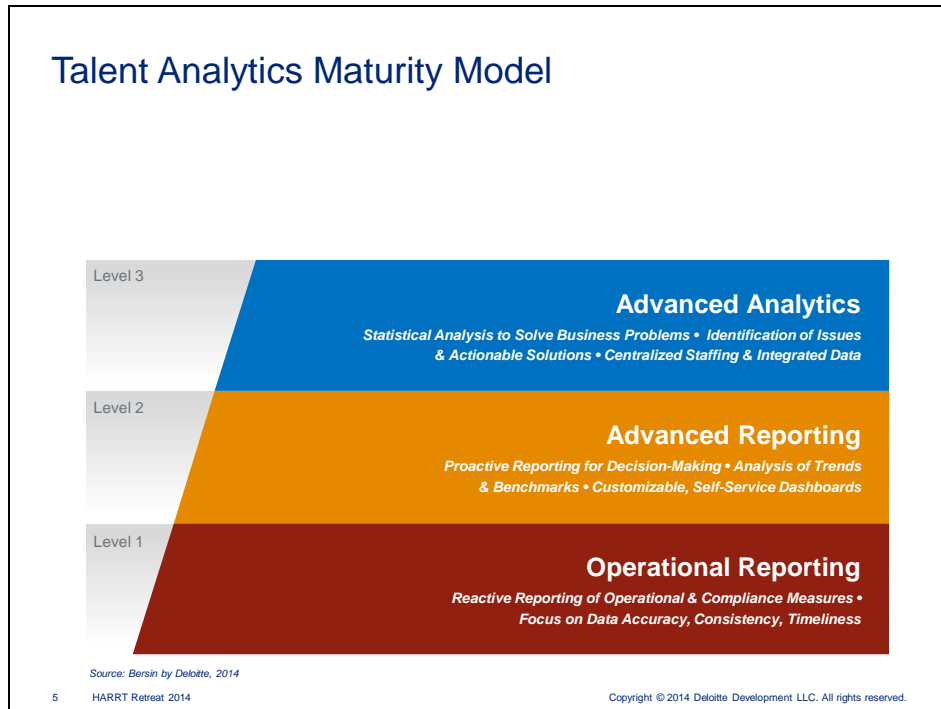 Talent Analytics Maturity Model
Level 3
Advanced Analytics
Statistical Analysis to Solve Business Problems • Identification of Issues
& Actionable Solutions • Centralized Staffing & Integrated Data
Level 2
Advanced Reporting
Proactive Reporting for Decision-Making • Analysis of Trends
& Benchmarks • Customizable, Self-Service Dashboards
Level 1
Operational Reporting
Reactive Reporting of Operational & Compliance Measures •
Focus on Data Accuracy, Consistency, Timeliness
Source: Bersin by Deloitte, 2014
5 HARRT Retreat 2014 Copyright © 2014 Deloitte Development LLC. All rights reserved.